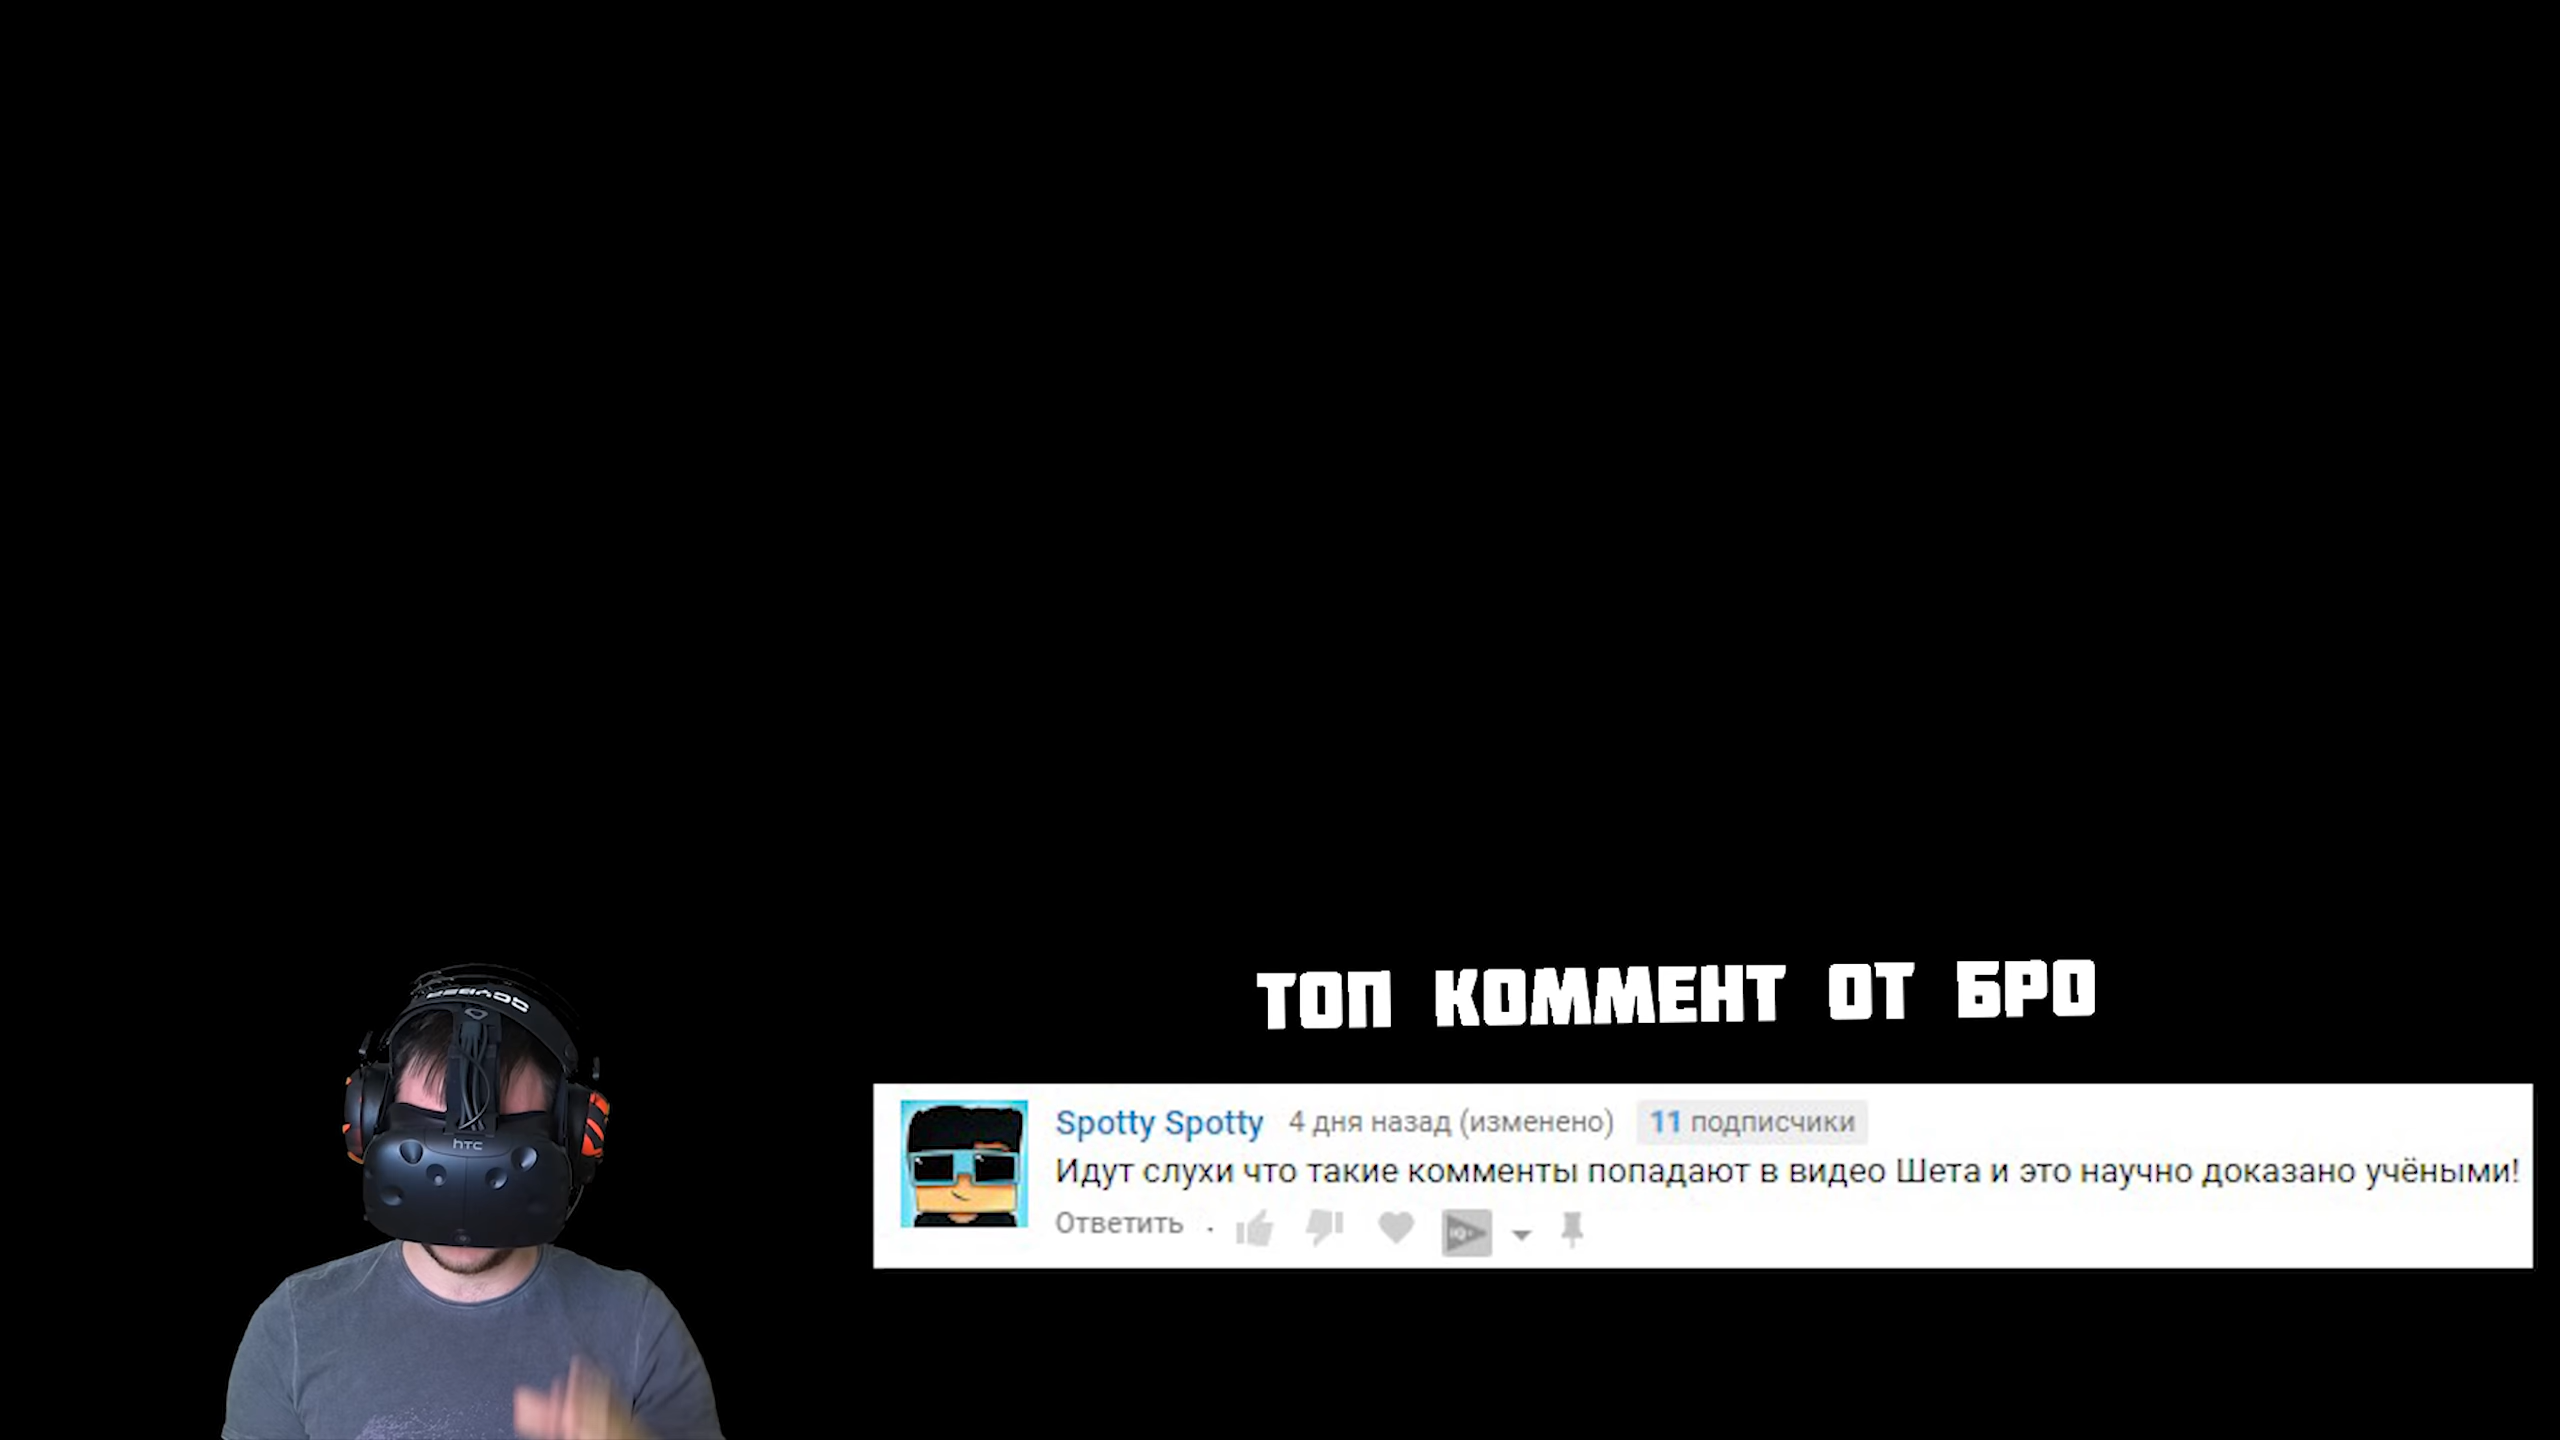 ТОП КОММЕНТ ОТ БРО
Spotty Spotty 4 дня назад (изменено) 11 подписчики
Идут слухи что такие комменты попадают в видео Шета и это научно доказано учёными!
Ответить
hTC